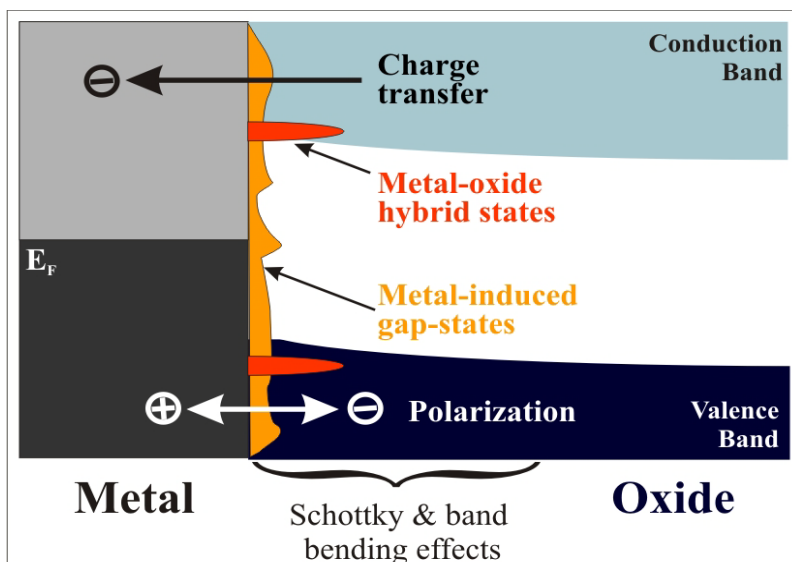 Conduction
Band
Charge
transfer
Metal-oxide
hybrid states
E_F
Metal-induced
gap-states
Polarization
Valence
Band
Metal
Oxide
Schottky & band
bending effects